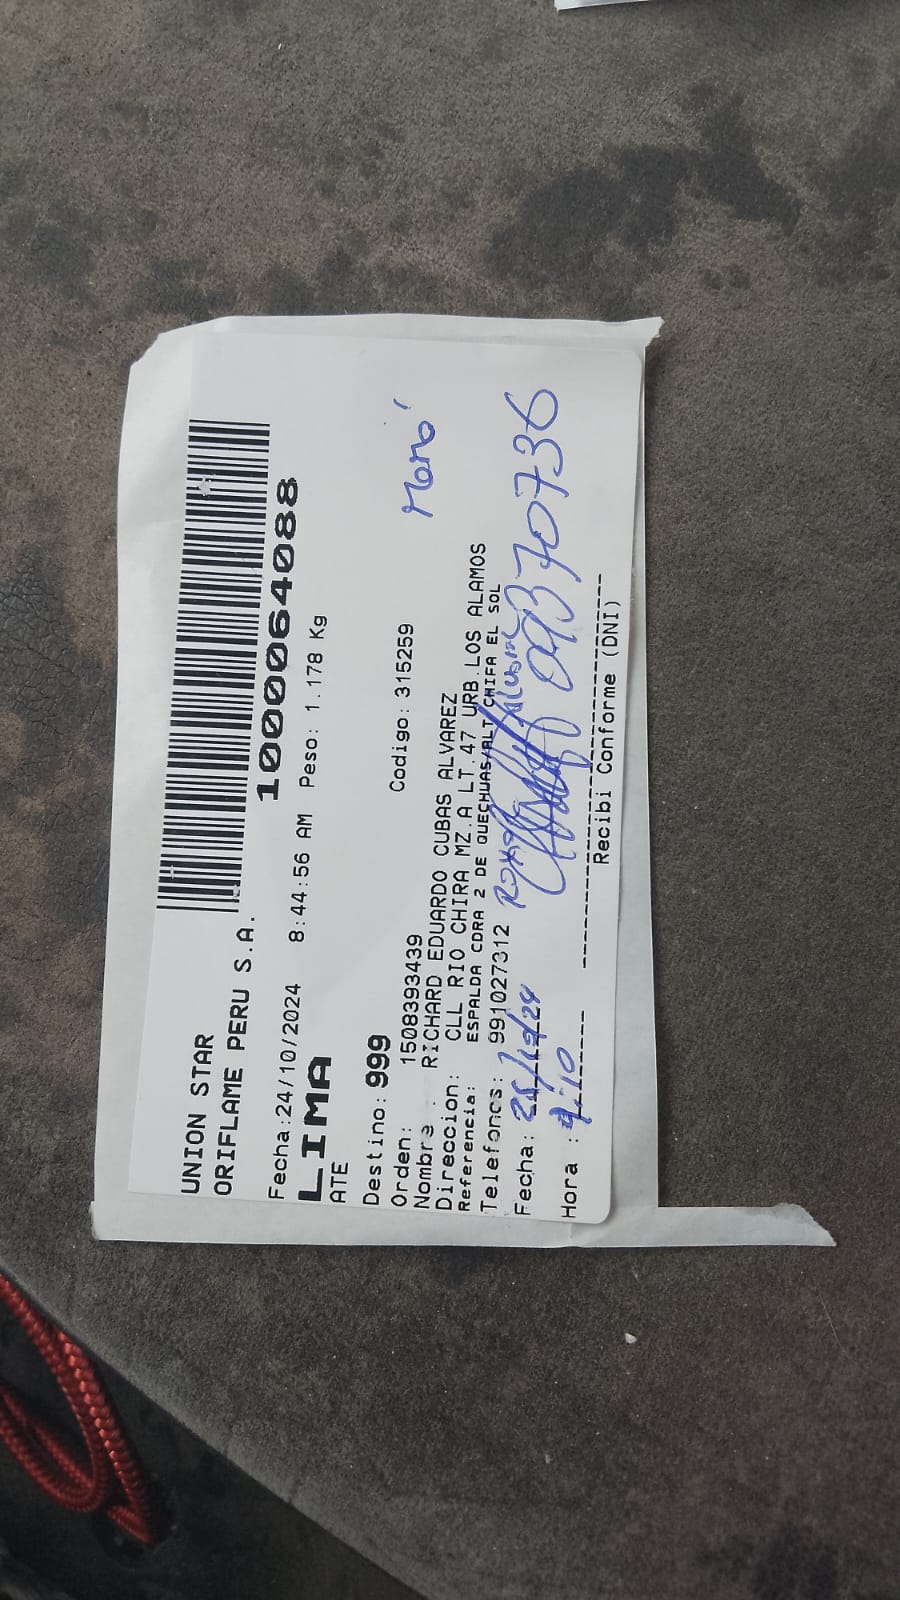 UNION STAR
ORIFLAME PERU S.A.
1000064088
Fecha:24/10/2024 8:44:56 AM Peso: 1.178 Kg
LIMA
ATE
Destino: 999
Orden: 1508393439 Codigo: 315259
Nombre : RICHARD EDUARDO CUBAS ALVAREZ
Direccion: CLL RIO CHIRA MZ.A LT.47 URB.LOS ALAMOS
Referencia: ESPALDA CDRA 2 DE QUECHUAS/ALT CHIFA EL SOL
Telefonos: 991027312
Fecha: 25/10/24 09370736
Hora : 9:10
Recibi Conforme (DNI)